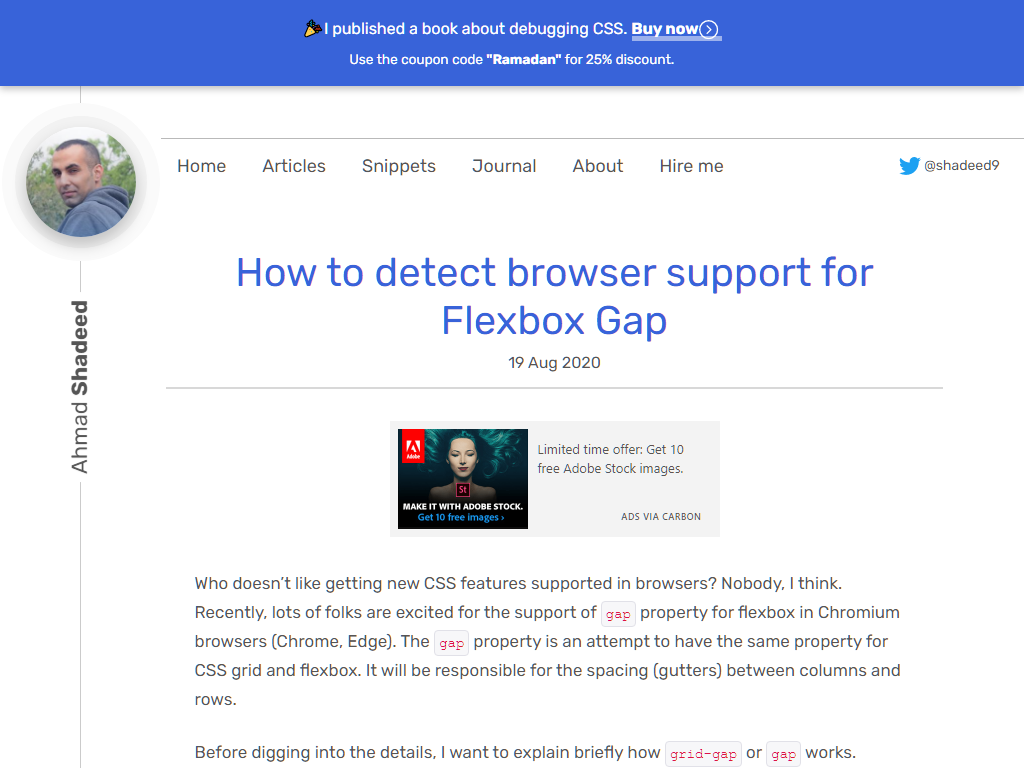 I published a book about debugging CSS. Buy now
Use the coupon code "Ramadan" for 25% discount.
Home Articles Snippets Journal About Hire me @shadeed9
Ahmad Shadeed
How to detect browser support for
Flexbox Gap
19 Aug 2020
Adobe
St
MAKE IT WITH ADOBE STOCK.
Get 10 free images ›
Limited time offer: Get 10
free Adobe Stock images.
ADS VIA CARBON
Who doesn’t like getting new CSS features supported in browsers? Nobody, I think.
Recently, lots of folks are excited for the support of gap property for flexbox in Chromium
browsers (Chrome, Edge). The gap property is an attempt to have the same property for
CSS grid and flexbox. It will be responsible for the spacing (gutters) between columns and
rows.
Before digging into the details, I want to explain briefly how grid-gap or gap works.